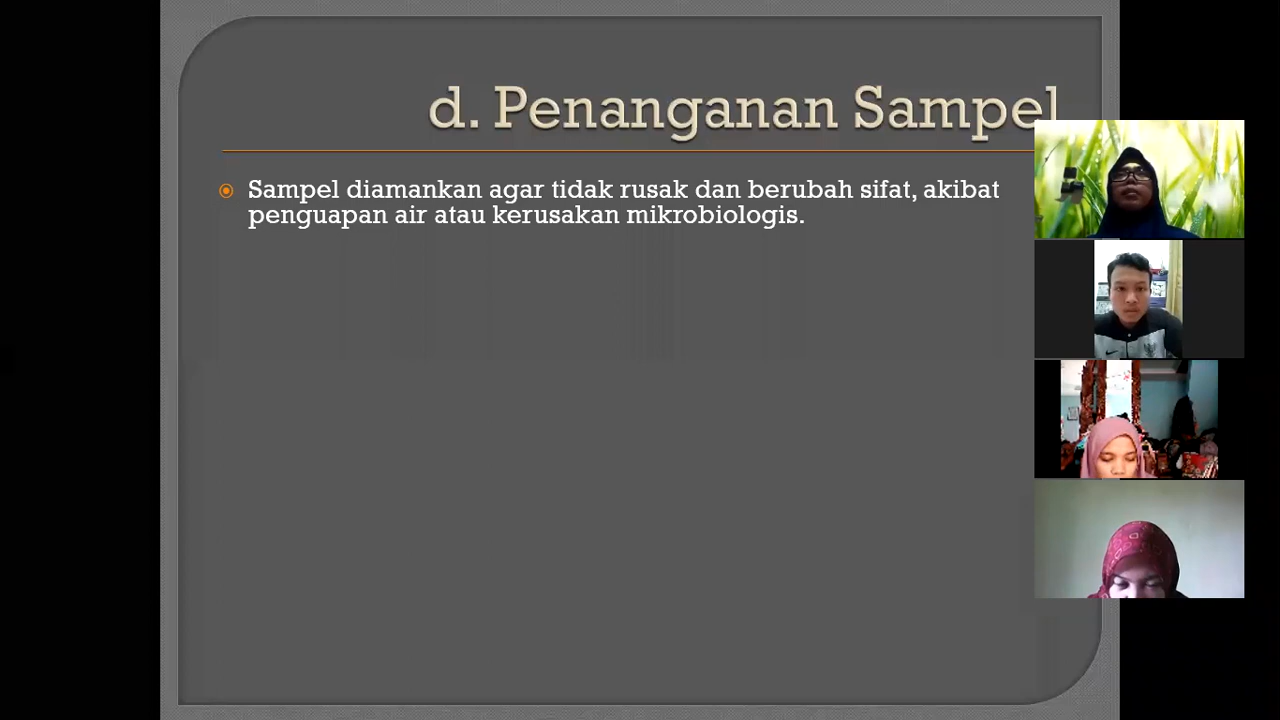 d. Penanganan Sampel
Sampel diamankan agar tidak rusak dan berubah sifat, akibat
penguapan air atau kerusakan mikrobiologis.